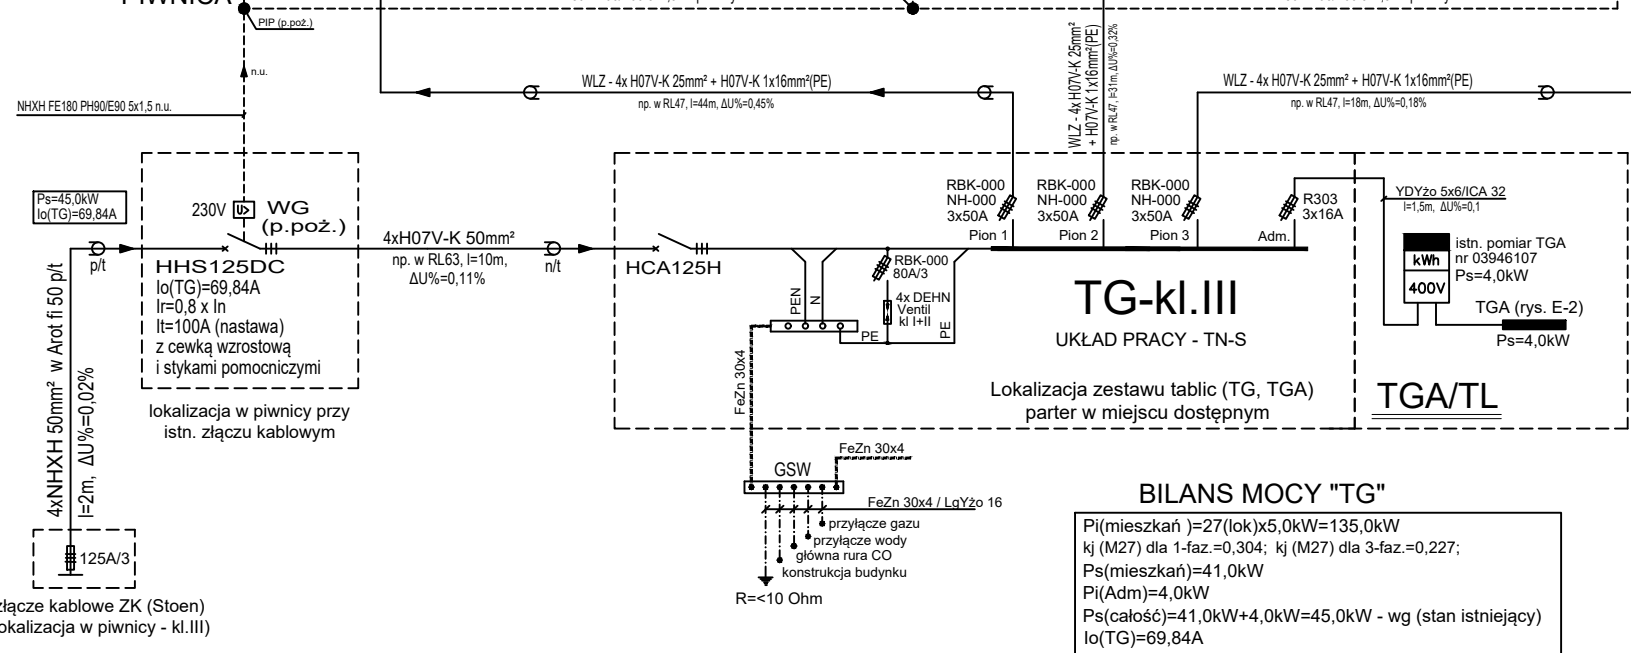 PIWNICA
PIP (p.poż.)
n.u.
NHXH FE180 PH90/E90 5x1,5 n.u.
WLZ - 4x H07V-K 25mm² + H07V-K 1x16mm²(PE)
np. w RL47, l=44m, ΔU%=0,45%
WLZ - 4x H07V-K 25mm²
+ H07V-K 1x16mm²(PE)
np. w RL47, l=31m, ΔU%=0,32%
WLZ - 4x H07V-K 25mm² + H07V-K 1x16mm²(PE)
np. w RL47, l=18m, ΔU%=0,18%
Ps=45,0kW
Io(TG)=69,84A
230V
U>
WG
(p.poż.)
p/t
HHS125DC
Io(TG)=69,84A
Ir=0,8 x In
It=100A (nastawa)
z cewką wzrostową
i stykami pomocniczymi
lokalizacja w piwnicy przy
istn. złączu kablowym
4xNHXH 50mm² w Arot fi 50 p/t
l=2m, ΔU%=0,02%
125A/3
złącze kablowe ZK (Stoen)
lokalizacja w piwnicy - kl.III)
4xH07V-K 50mm²
np. w RL63, l=10m,
ΔU%=0,11%
n/t
HCA125H
PEN
N
RBK-000
80A/3
4x DEHN
Ventil
kl I+II
PE
PE
FeZn 30x4
RBK-000
NH-000
3x50A
Pion 1
RBK-000
NH-000
3x50A
Pion 2
RBK-000
NH-000
3x50A
Pion 3
R303
3x16A
Adm.
TG-kl.III
UKŁAD PRACY - TN-S
Lokalizacja zestawu tablic (TG, TGA)
parter w miejscu dostępnym
YDYżo 5x6/ICA 32
l=1,5m, ΔU%=0,1
kWh
400V
istn. pomiar TGA
nr 03946107
Ps=4,0kW
TGA (rys. E-2)
Ps=4,0kW
TGA/TL
GSW
FeZn 30x4
FeZn 30x4 / LgYżo 16
przyłącze gazu
przyłącze wody
główna rura CO
konstrukcja budynku
R=<10 Ohm
BILANS MOCY "TG"
Pi(mieszkań )=27(lok)x5,0kW=135,0kW
kj (M27) dla 1-faz.=0,304; kj (M27) dla 3-faz.=0,227;
Ps(mieszkań)=41,0kW
Pi(Adm)=4,0kW
Ps(całość)=41,0kW+4,0kW=45,0kW - wg (stan istniejący)
Io(TG)=69,84A